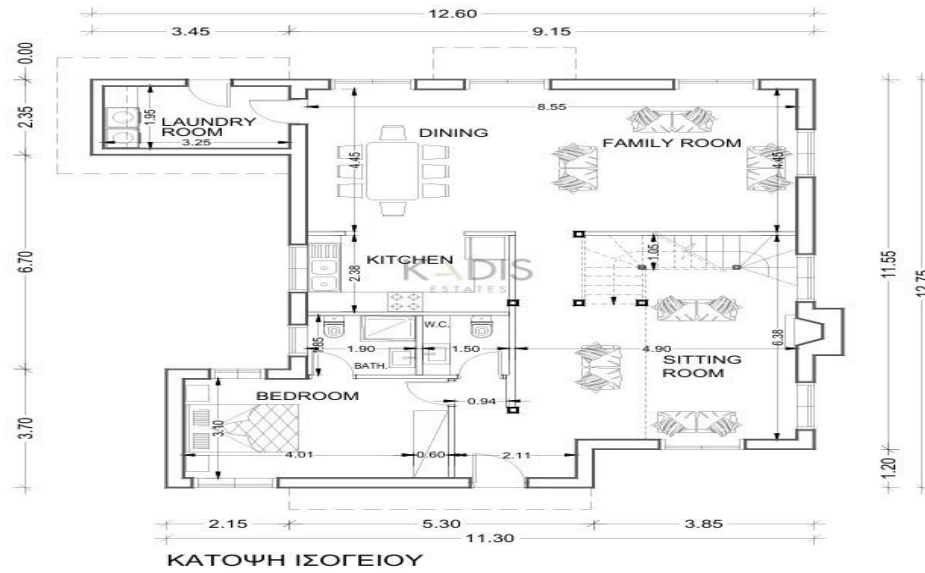 12.60
3.45
9.15
0.00
2.35
6.70
3.70
LAUNDRY
ROOM
1.95
3.25
DINING
8.55
FAMILY ROOM
4.45
4.45
KITCHEN
2.38
KADIS
ESTATES
1.05
W.C.
1.85
1.90
BATH.
1.50
4.90
6.38
SITTING
ROOM
BEDROOM
0.94
3.10
4.01
0.60
2.11
11.55
12.75
1.20
2.15
5.30
3.85
11.30
ΚΑΤΟΨΗ ΙΣΟΓΕΙΟΥ